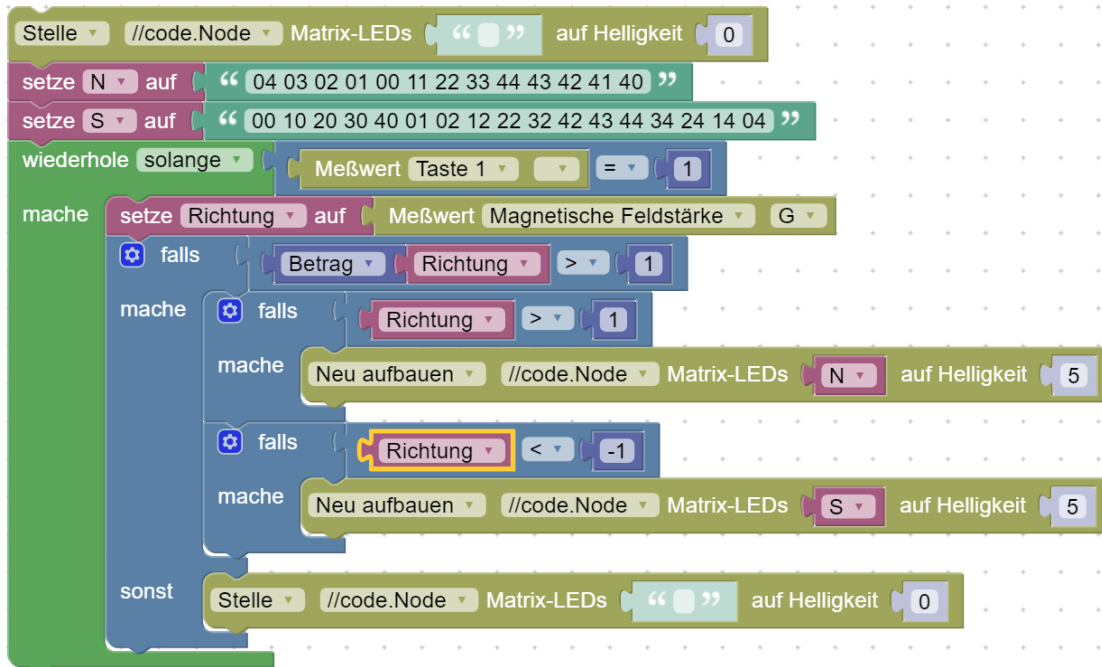 Stelle //code.Node Matrix-LEDs “ ” auf Helligkeit 0
setze N auf “ 04 03 02 01 00 11 22 33 44 43 42 41 40 ”
setze S auf “ 00 10 20 30 40 01 02 12 22 32 42 43 44 34 24 14 04 ”
wiederhole solange Meßwert Taste 1 = 1
mache setze Richtung auf Meßwert Magnetische Feldstärke G
falls Betrag Richtung > 1
mache falls Richtung > 1
mache Neu aufbauen //code.Node Matrix-LEDs N auf Helligkeit 5
falls Richtung < -1
mache Neu aufbauen //code.Node Matrix-LEDs S auf Helligkeit 5
sonst Stelle //code.Node Matrix-LEDs “ ” auf Helligkeit 0